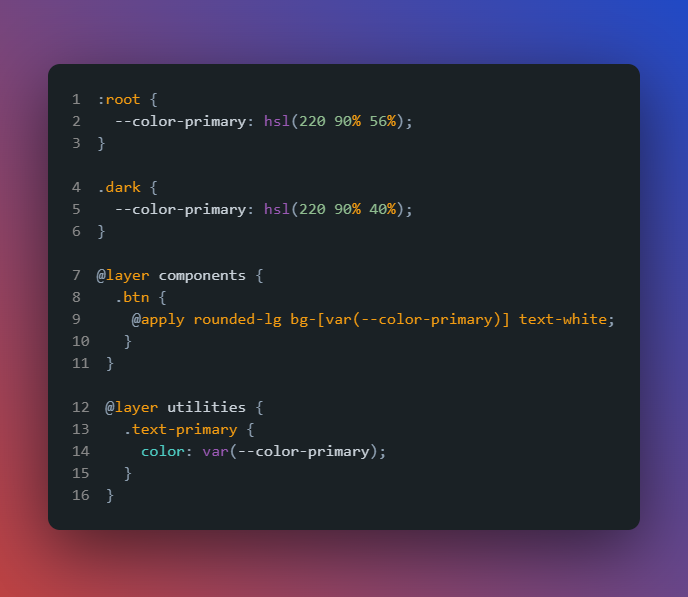 1 :root {
2   --color-primary: hsl(220 90% 56%);
3 }
4 .dark {
5   --color-primary: hsl(220 90% 40%);
6 }
7 @layer components {
8   .btn {
9     @apply rounded-lg bg-[var(--color-primary)] text-white;
10   }
11 }
12 @layer utilities {
13   .text-primary {
14     color: var(--color-primary);
15   }
16 }